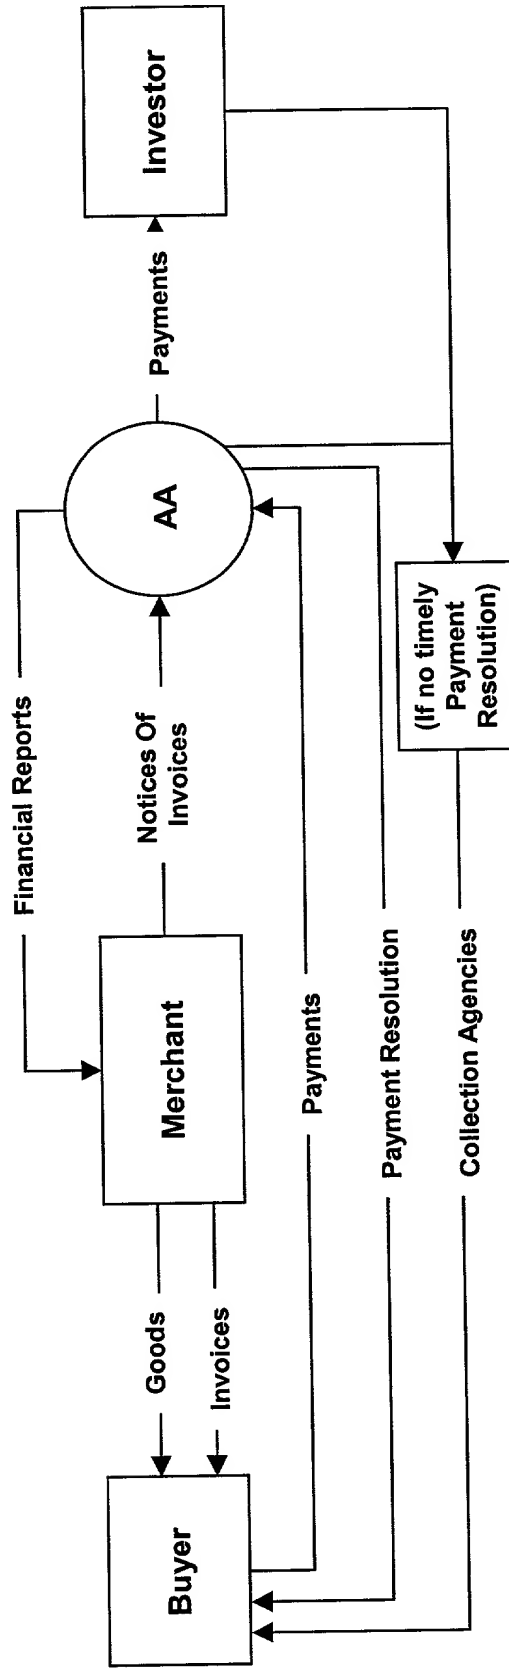 Financial Reports
Buyer
Goods
Invoices
Merchant
Notices Of
Invoices
AA
Payments
Investor
Payments
Payment Resolution
Collection Agencies
(If no timely
Payment
Resolution)